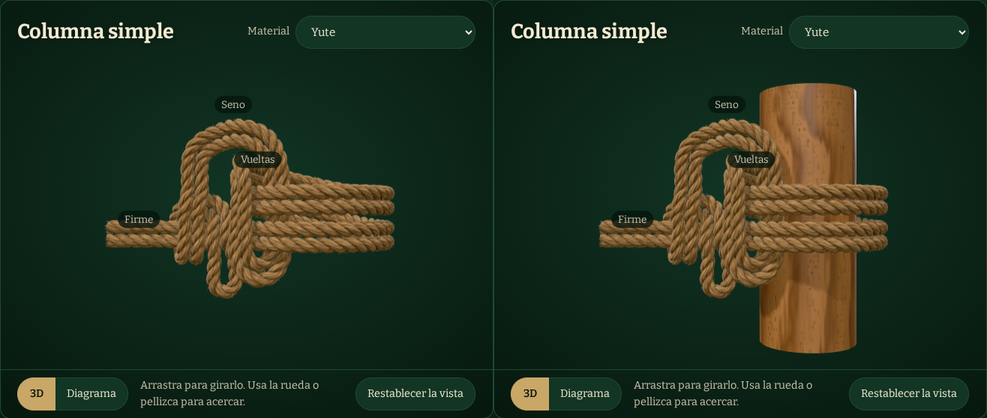 Columna simple
Material
Yute
Seno
Vueltas
Firme
3D
Diagrama
Arrastra para girarlo. Usa la rueda o
pellizca para acercar.
Restablecer la vista
Columna simple
Material
Yute
Seno
Vueltas
Firme
3D
Diagrama
Arrastra para girarlo. Usa la rueda o
pellizca para acercar.
Restablecer la vista